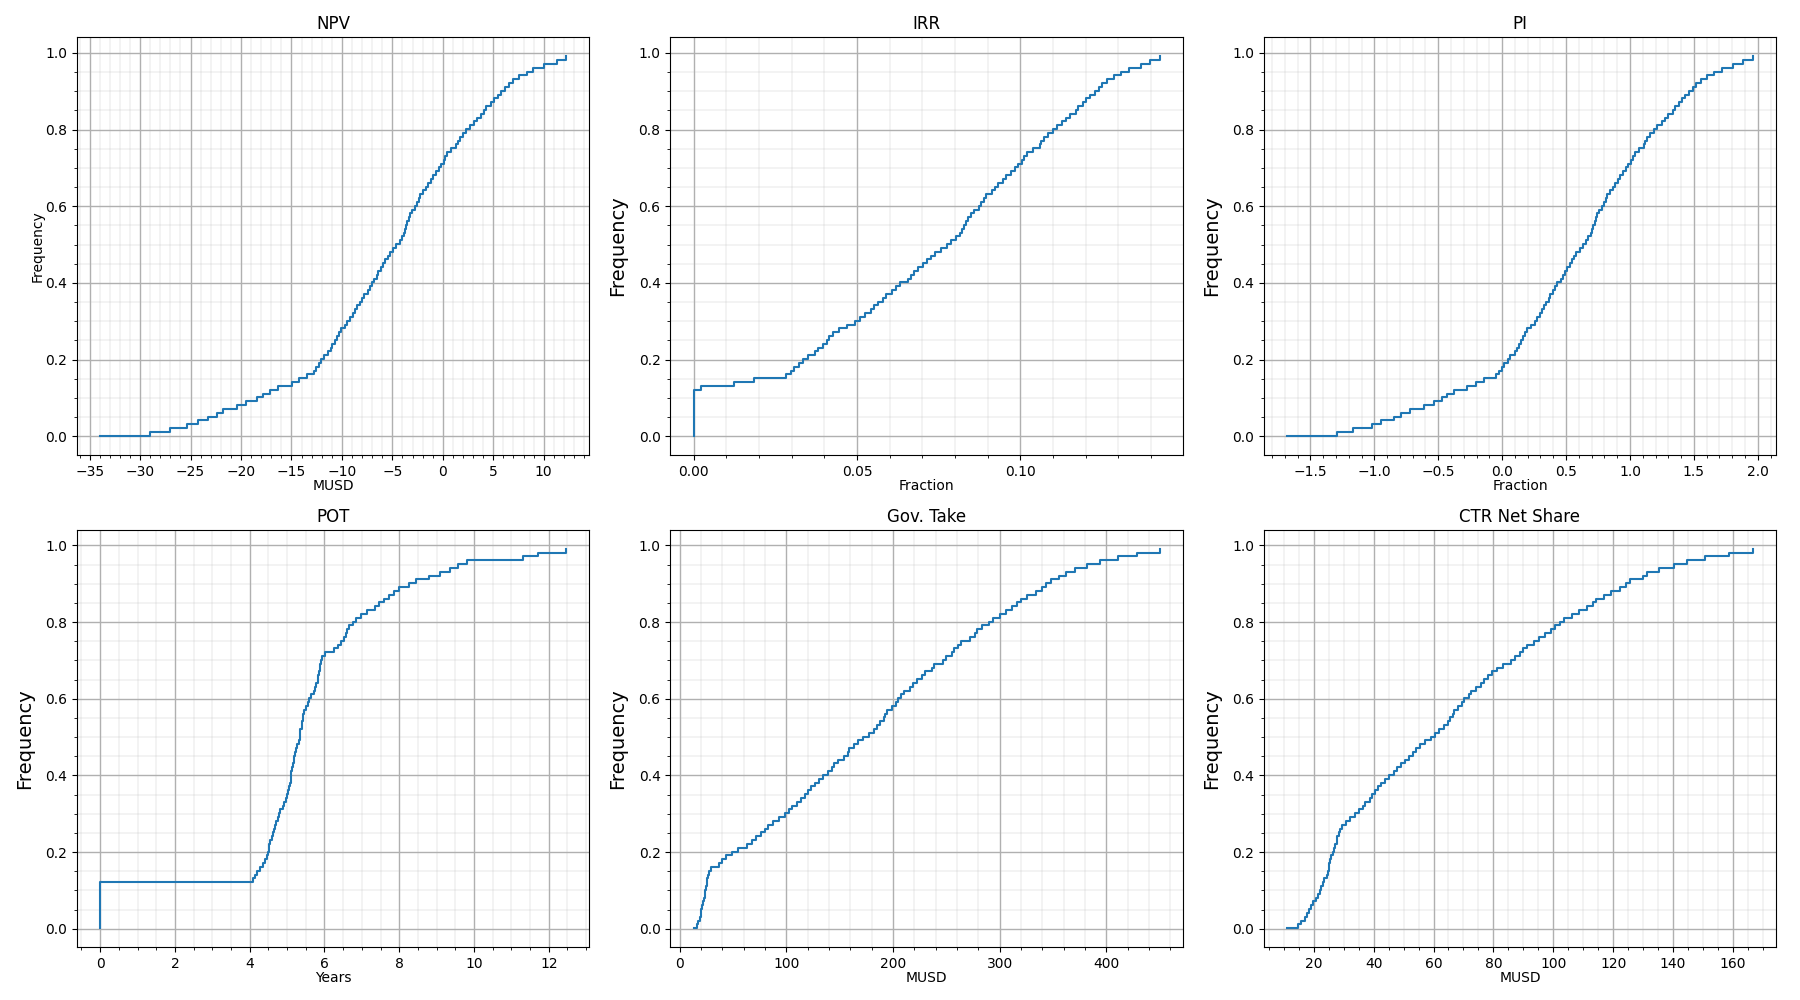 NPV
1.0
0.8
0.6
0.4
0.2
0.0
Frequency
−35 −30 −25 −20 −15 −10 −5 0 5 10
MUSD
IRR
1.0
0.8
0.6
0.4
0.2
0.0
Frequency
0.00 0.05 0.10
Fraction
PI
1.0
0.8
0.6
0.4
0.2
0.0
Frequency
−1.5 −1.0 −0.5 0.0 0.5 1.0 1.5 2.0
Fraction
POT
1.0
0.8
0.6
0.4
0.2
0.0
Frequency
0 2 4 6 8 10 12
Years
Gov. Take
1.0
0.8
0.6
0.4
0.2
0.0
Frequency
0 100 200 300 400
MUSD
CTR Net Share
1.0
0.8
0.6
0.4
0.2
0.0
Frequency
20 40 60 80 100 120 140 160
MUSD